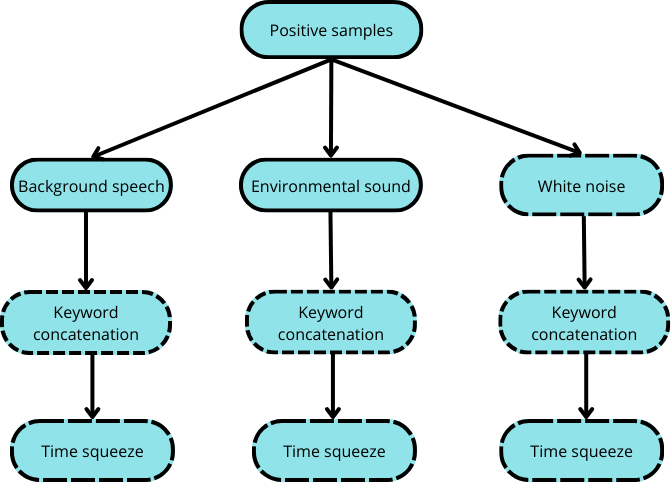 Positive samples
Background speech
Environmental sound
White noise
Keyword
concatenation
Keyword
concatenation
Keyword
concatenation
Time squeeze
Time squeeze
Time squeeze